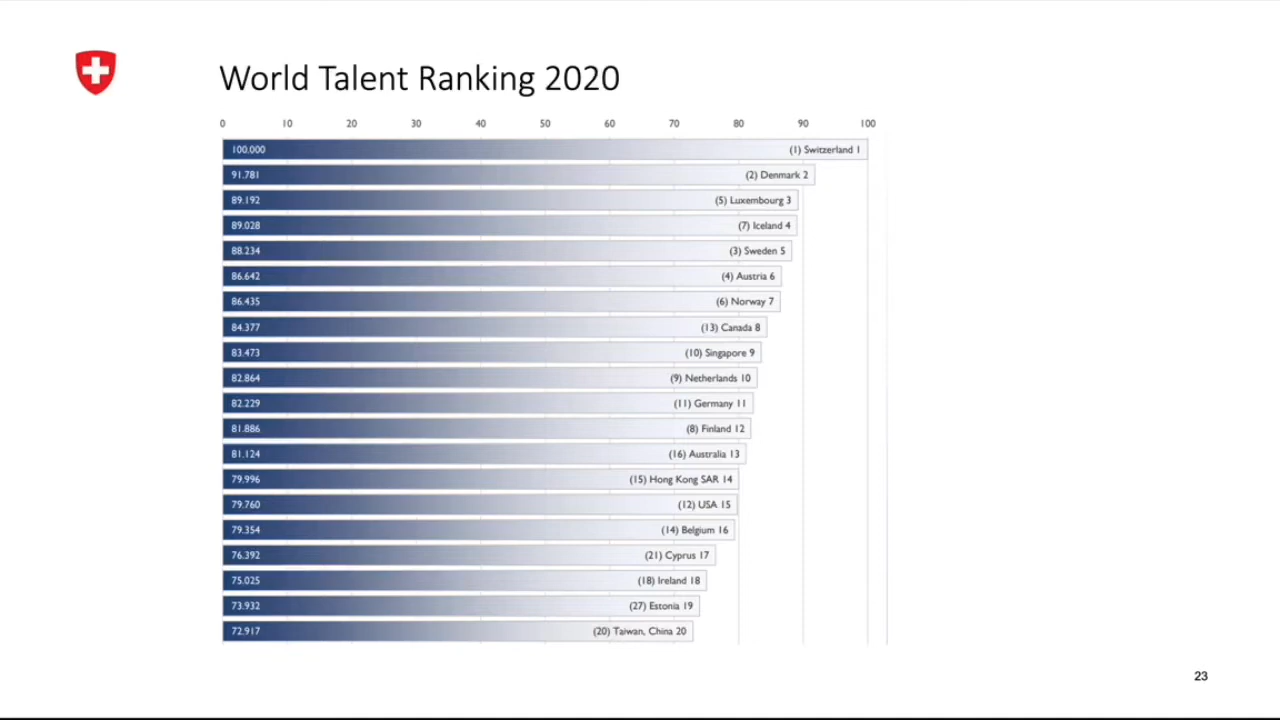 World Talent Ranking 2020
0 10 20 30 40 50 60 70 80 90 100
100.000 (1) Switzerland 1
91.781 (2) Denmark 2
89.192 (5) Luxembourg 3
89.028 (7) Iceland 4
88.234 (3) Sweden 5
86.642 (4) Austria 6
86.435 (6) Norway 7
84.377 (13) Canada 8
83.473 (10) Singapore 9
82.864 (9) Netherlands 10
82.229 (11) Germany 11
81.886 (8) Finland 12
81.124 (16) Australia 13
79.996 (15) Hong Kong SAR 14
79.760 (12) USA 15
79.354 (14) Belgium 16
76.392 (21) Cyprus 17
75.025 (18) Ireland 18
73.932 (27) Estonia 19
72.917 (20) Taiwan, China 20
23